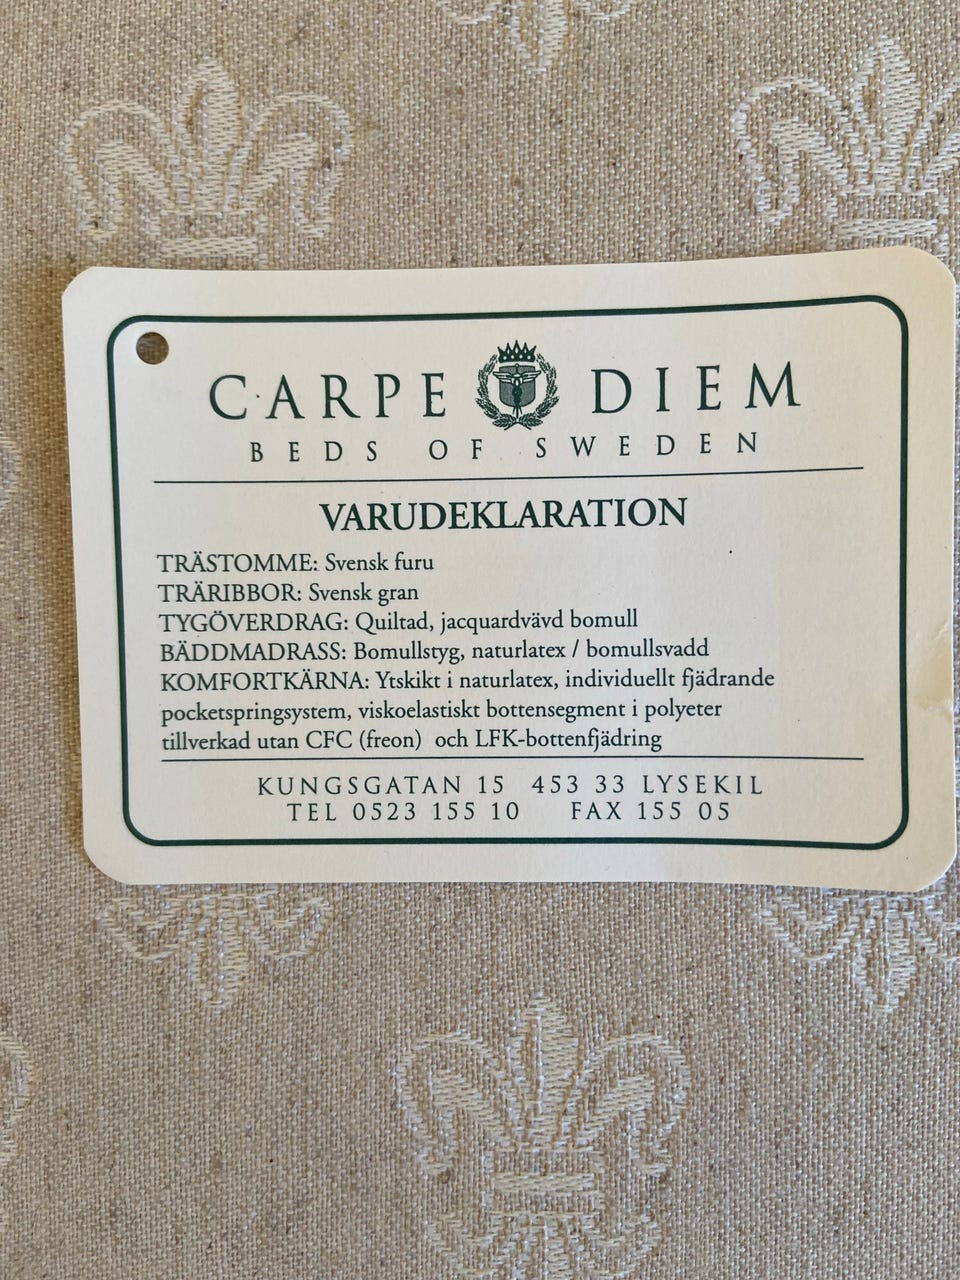 CARPE DIEM
BEDS OF SWEDEN
VARUDEKLARATION
TRÄSTOMME: Svensk furu
TRÄRIBBOR: Svensk gran
TYGÖVERDRAG: Quiltad, jacquardvävd bomull
BÄDDMADRASS: Bomullstyg, naturlatex / bomullsvadd
KOMFORTKÄRNA: Ytskikt i naturlatex, individuellt fjädrande
pocketspringsystem, viskoelastiskt bottensegment i polyeter
tillverkad utan CFC (freon) och LFK-bottenfjädring
KUNGSGATAN 15 453 33 LYSEKIL
TEL 0523 155 10 FAX 155 05